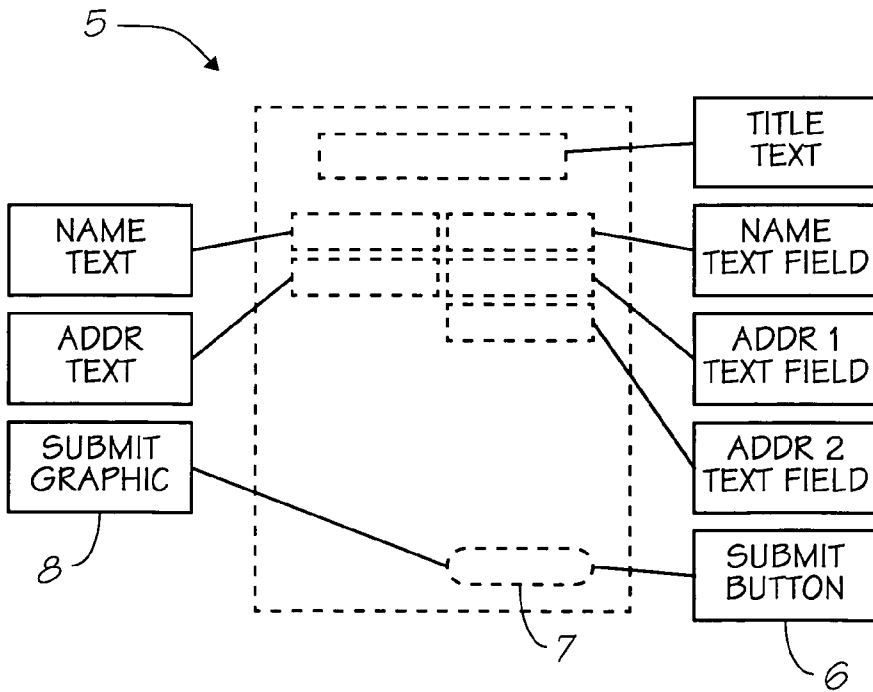 5
TITLE
TEXT
NAME
TEXT
NAME
TEXT FIELD
ADDR
TEXT
ADDR 1
TEXT FIELD
SUBMIT
GRAPHIC
ADDR 2
TEXT FIELD
SUBMIT
BUTTON
8
7
6